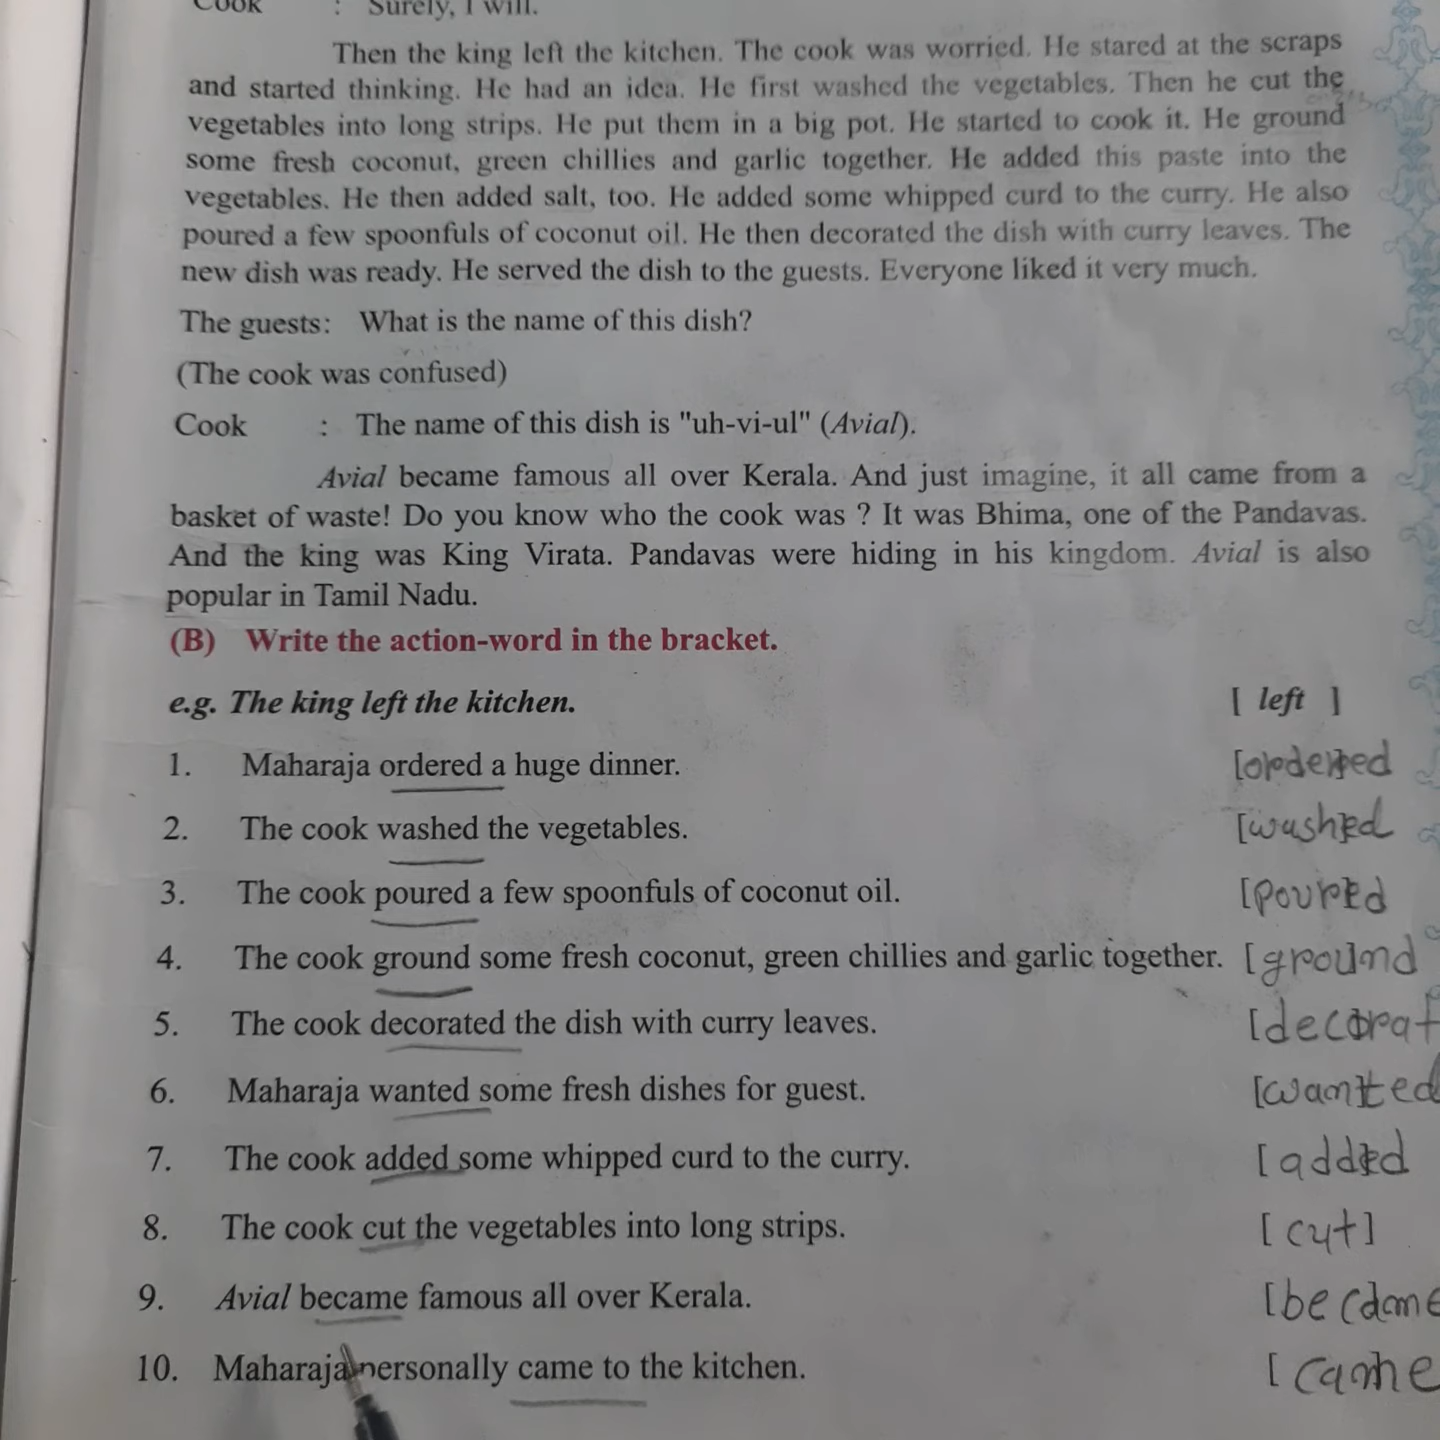 Cook : Surely, I will.
Then the king left the kitchen. The cook was worried. He stared at the scraps
and started thinking. He had an idea. He first washed the vegetables. Then he cut the
vegetables into long strips. He put them in a big pot. He started to cook it. He ground
some fresh coconut, green chillies and garlic together. He added this paste into the
vegetables. He then added salt, too. He added some whipped curd to the curry. He also
poured a few spoonfuls of coconut oil. He then decorated the dish with curry leaves. The
new dish was ready. He served the dish to the guests. Everyone liked it very much.
The guests: What is the name of this dish?
(The cook was confused)
Cook : The name of this dish is "uh-vi-ul" (Avial).
Avial became famous all over Kerala. And just imagine, it all came from a
basket of waste! Do you know who the cook was ? It was Bhima, one of the Pandavas.
And the king was King Virata. Pandavas were hiding in his kingdom. Avial is also
popular in Tamil Nadu.
(B) Write the action-word in the bracket.
e.g. The king left the kitchen. [ left ]
1. Maharaja ordered a huge dinner. [ordered
2. The cook washed the vegetables. [washed
3. The cook poured a few spoonfuls of coconut oil. [poured
4. The cook ground some fresh coconut, green chillies and garlic together. [ground
5. The cook decorated the dish with curry leaves. [decorat
6. Maharaja wanted some fresh dishes for guest. [wanted
7. The cook added some whipped curd to the curry. [added
8. The cook cut the vegetables into long strips. [cut]
9. Avial became famous all over Kerala. [became
10. Maharaja personally came to the kitchen. [came